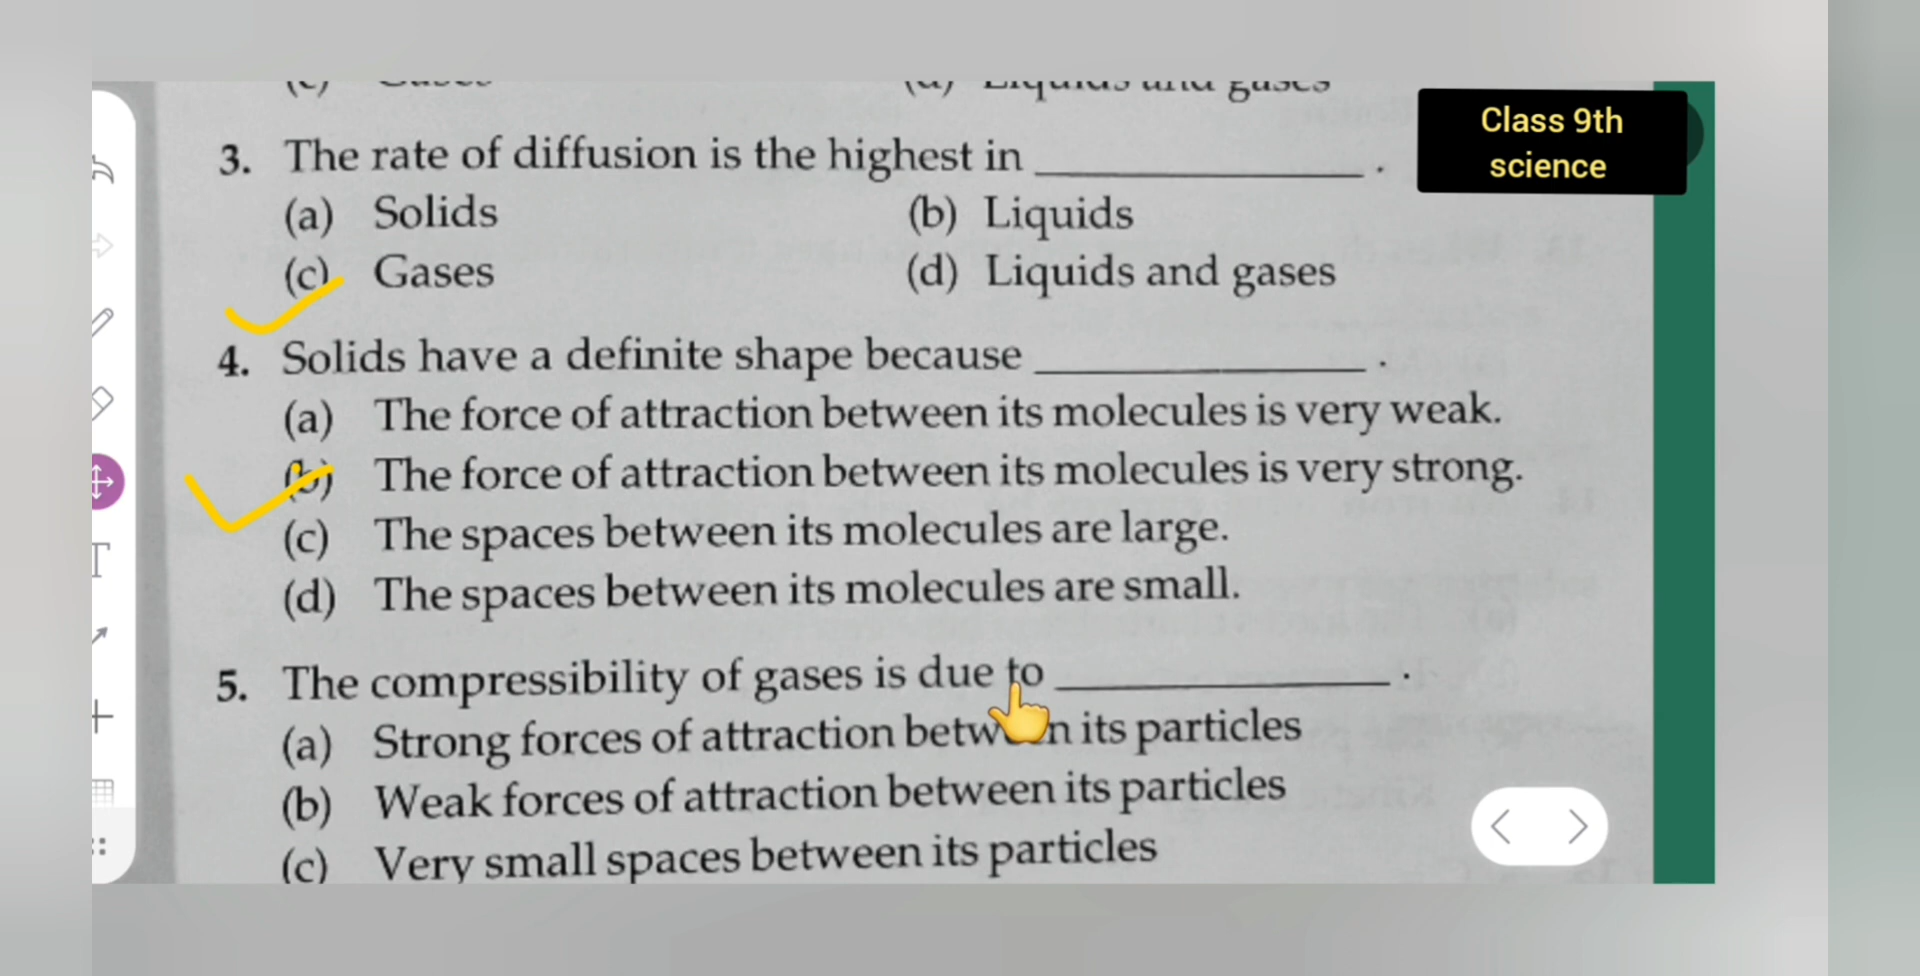 (d) Liquids and gases
Class 9th
science
3. The rate of diffusion is the highest in ____________ .
(a) Solids
(b) Liquids
(c) Gases
(d) Liquids and gases
4. Solids have a definite shape because ____________ .
(a) The force of attraction between its molecules is very weak.
(b) The force of attraction between its molecules is very strong.
(c) The spaces between its molecules are large.
(d) The spaces between its molecules are small.
5. The compressibility of gases is due to ____________ .
(a) Strong forces of attraction between its particles
(b) Weak forces of attraction between its particles
(c) Very small spaces between its particles